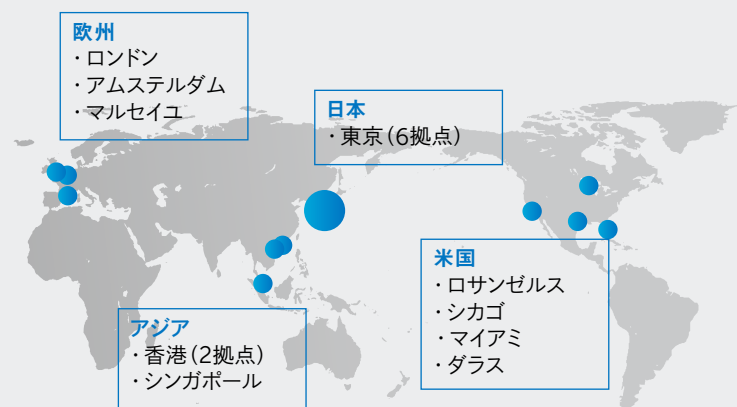 欧州
・ロンドン
・アムステルダム
・マルセイユ
日本
・東京（6拠点）
アジア
・香港（2拠点）
・シンガポール
米国
・ロサンゼルス
・シカゴ
・マイアミ
・ダラス